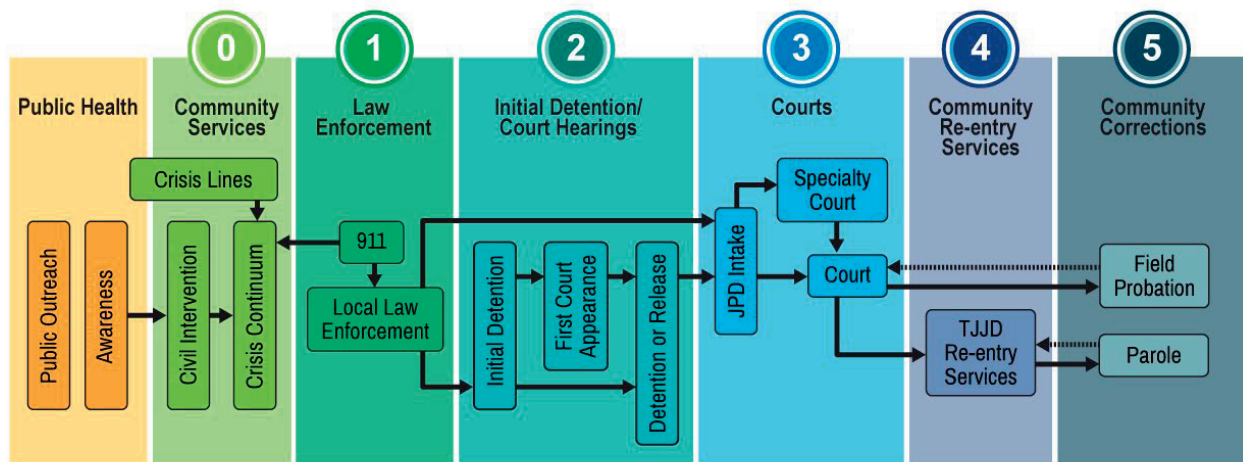 0
1
2
3
4
5
Public Health
Community
Services
Law
Enforcement
Initial Detention/
Court Hearings
Courts
Community
Re-entry
Services
Community
Corrections
Public Outreach
Awareness
Crisis Lines
Civil Intervention
Crisis Continuum
911
Local Law
Enforcement
Initial Detention
First Court
Appearance
Detention or Release
JPD Intake
Specialty
Court
Court
TJJD
Re-entry
Services
Field
Probation
Parole